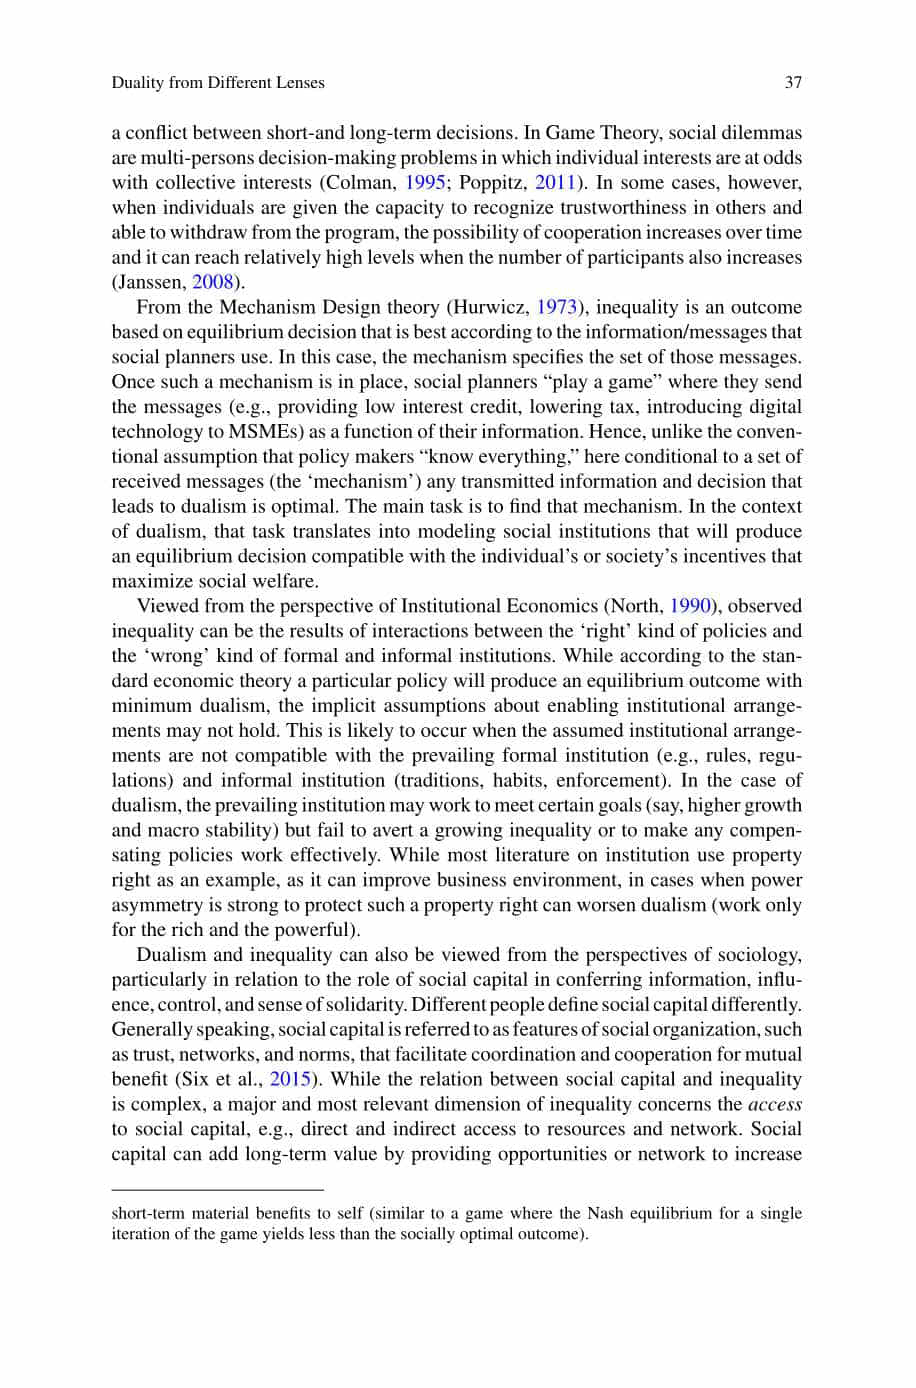 Duality from Different Lenses 37
a conflict between short-and long-term decisions. In Game Theory, social dilemmas
are multi-persons decision-making problems in which individual interests are at odds
with collective interests (Colman, 1995; Poppitz, 2011). In some cases, however,
when individuals are given the capacity to recognize trustworthiness in others and
able to withdraw from the program, the possibility of cooperation increases over time
and it can reach relatively high levels when the number of participants also increases
(Janssen, 2008).
From the Mechanism Design theory (Hurwicz, 1973), inequality is an outcome
based on equilibrium decision that is best according to the information/messages that
social planners use. In this case, the mechanism specifies the set of those messages.
Once such a mechanism is in place, social planners “play a game” where they send
the messages (e.g., providing low interest credit, lowering tax, introducing digital
technology to MSMEs) as a function of their information. Hence, unlike the conven-
tional assumption that policy makers “know everything,” here conditional to a set of
received messages (the ‘mechanism’) any transmitted information and decision that
leads to dualism is optimal. The main task is to find that mechanism. In the context
of dualism, that task translates into modeling social institutions that will produce
an equilibrium decision compatible with the individual’s or society’s incentives that
maximize social welfare.
Viewed from the perspective of Institutional Economics (North, 1990), observed
inequality can be the results of interactions between the ‘right’ kind of policies and
the ‘wrong’ kind of formal and informal institutions. While according to the stan-
dard economic theory a particular policy will produce an equilibrium outcome with
minimum dualism, the implicit assumptions about enabling institutional arrange-
ments may not hold. This is likely to occur when the assumed institutional arrange-
ments are not compatible with the prevailing formal institution (e.g., rules, regu-
lations) and informal institution (traditions, habits, enforcement). In the case of
dualism, the prevailing institution may work to meet certain goals (say, higher growth
and macro stability) but fail to avert a growing inequality or to make any compen-
sating policies work effectively. While most literature on institution use property
right as an example, as it can improve business environment, in cases when power
asymmetry is strong to protect such a property right can worsen dualism (work only
for the rich and the powerful).
Dualism and inequality can also be viewed from the perspectives of sociology,
particularly in relation to the role of social capital in conferring information, influ-
ence, control, and sense of solidarity. Different people define social capital differently.
Generally speaking, social capital is referred to as features of social organization, such
as trust, networks, and norms, that facilitate coordination and cooperation for mutual
benefit (Six et al., 2015). While the relation between social capital and inequality
is complex, a major and most relevant dimension of inequality concerns the access
to social capital, e.g., direct and indirect access to resources and network. Social
capital can add long-term value by providing opportunities or network to increase
short-term material benefits to self (similar to a game where the Nash equilibrium for a single
iteration of the game yields less than the socially optimal outcome).